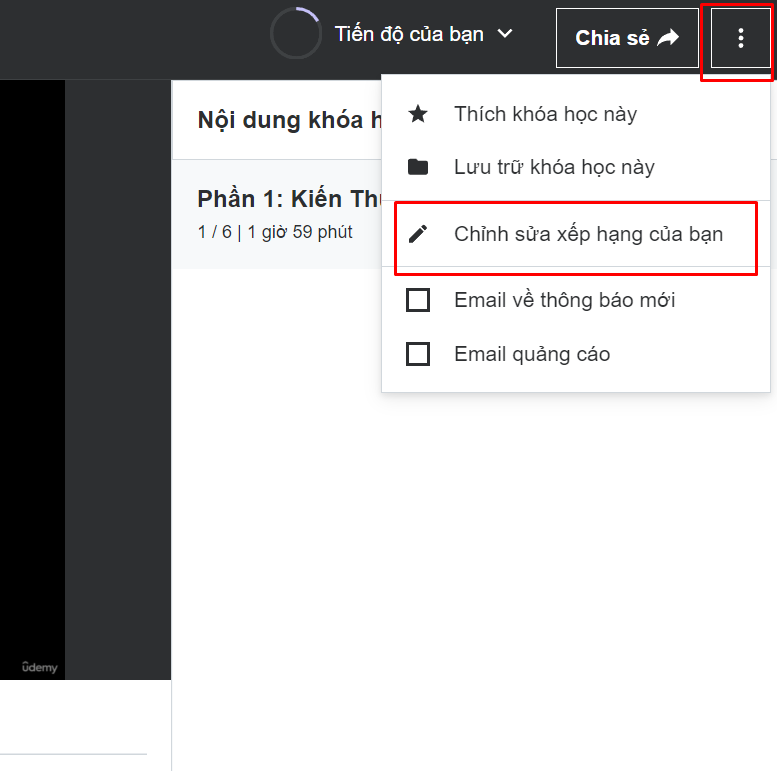 Tiến độ của bạn
Chia sẻ
Nội dung khóa h
Phần 1: Kiến Thứ
1 / 6 | 1 giờ 59 phút
Thích khóa học này
Lưu trữ khóa học này
Chỉnh sửa xếp hạng của bạn
Email về thông báo mới
Email quảng cáo
ûdemy